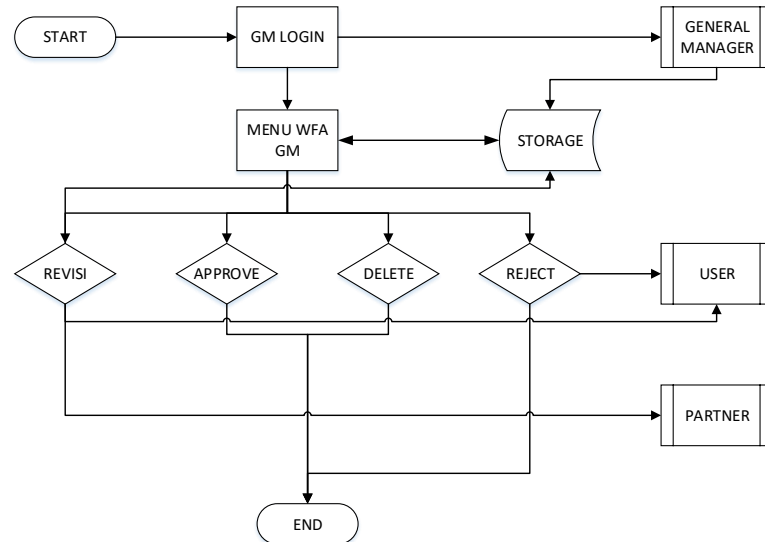 START
GM LOGIN
GENERAL
MANAGER
MENU WFA
GM
STORAGE
REVISI
APPROVE
DELETE
REJECT
USER
PARTNER
END